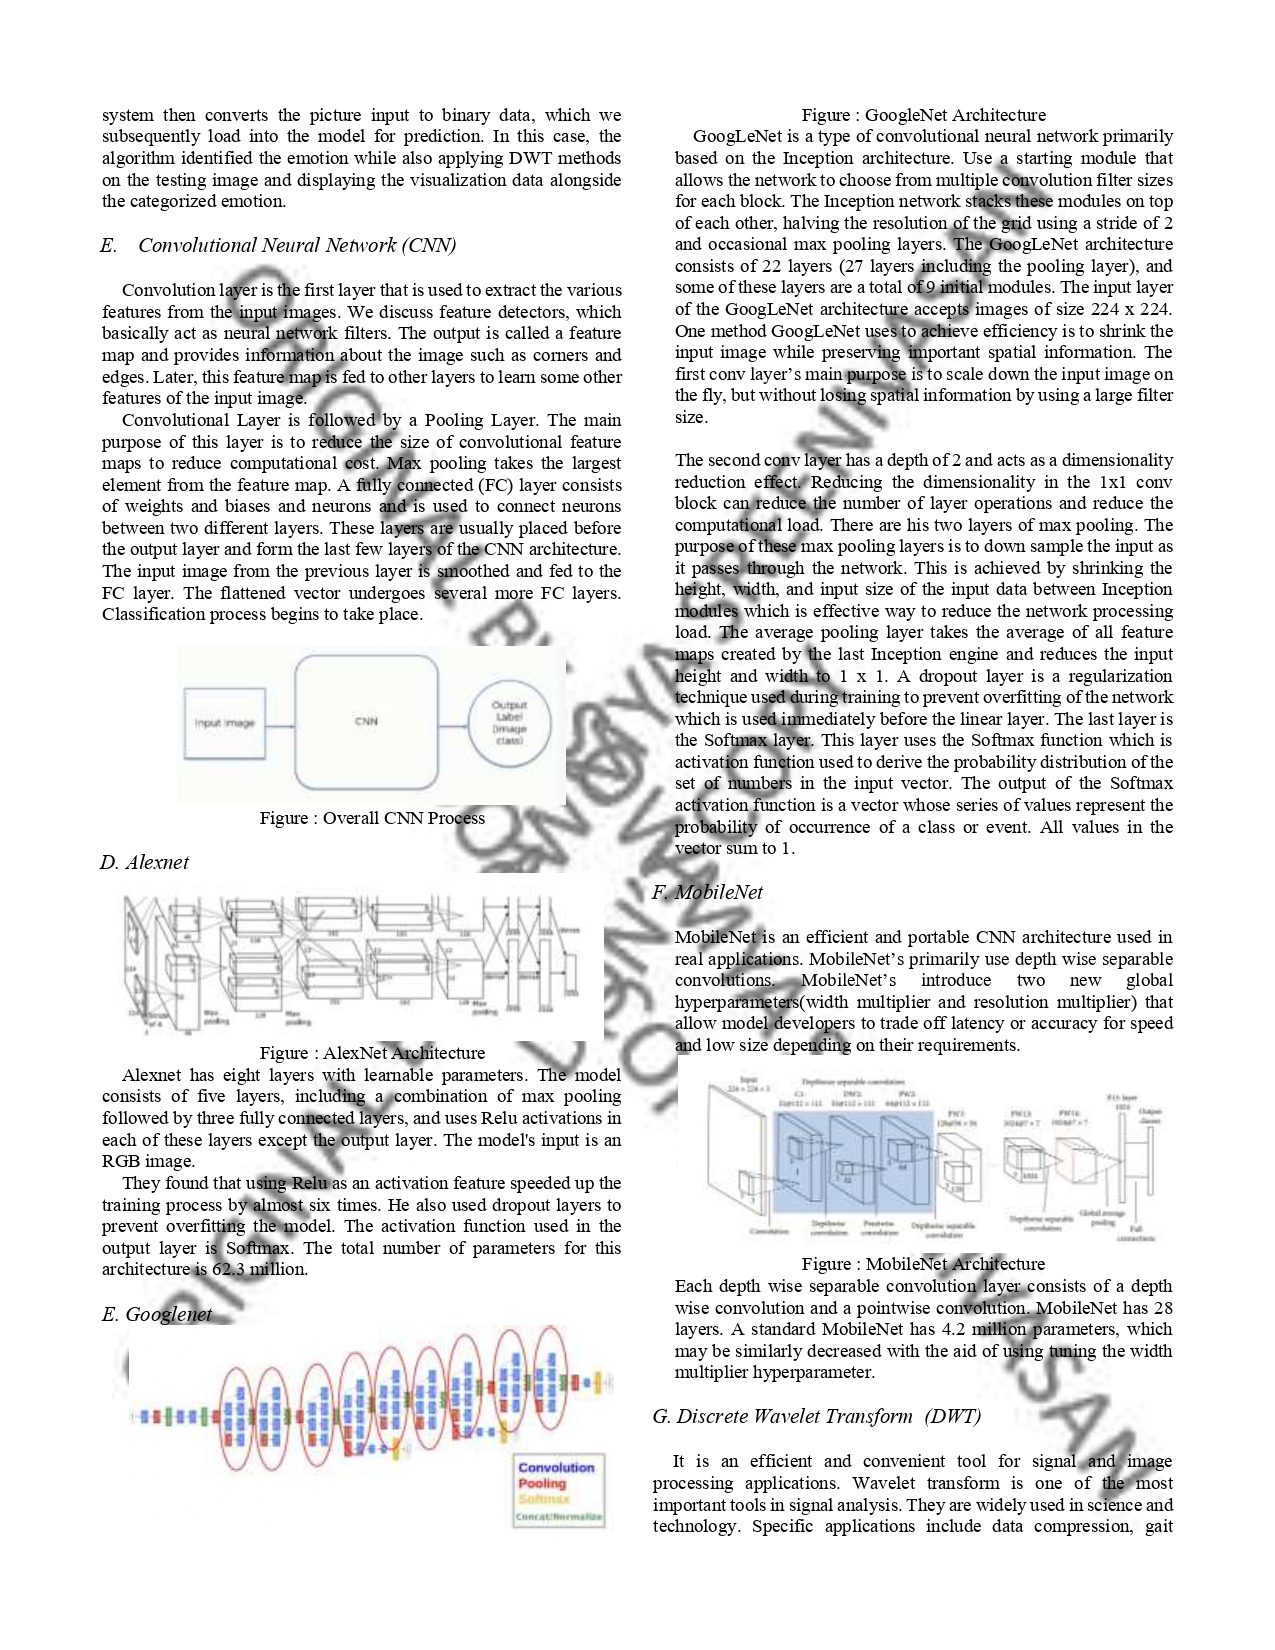 system then converts the picture input to binary data, which we
subsequently load into the model for prediction. In this case, the
algorithm identified the emotion while also applying DWT methods
on the testing image and displaying the visualization data alongside
the categorized emotion.
E. Convolutional Neural Network (CNN)
Convolution layer is the first layer that is used to extract the various
features from the input images. We discuss feature detectors, which
basically act as neural network filters. The output is called a feature
map and provides information about the image such as corners and
edges. Later, this feature map is fed to other layers to learn some other
features of the input image.
Convolutional Layer is followed by a Pooling Layer. The main
purpose of this layer is to reduce the size of convolutional feature
maps to reduce computational cost. Max pooling takes the largest
element from the feature map. A fully connected (FC) layer consists
of weights and biases and neurons and is used to connect neurons
between two different layers. These layers are usually placed before
the output layer and form the last few layers of the CNN architecture.
The input image from the previous layer is smoothed and fed to the
FC layer. The flattened vector undergoes several more FC layers.
Classification process begins to take place.
Input Image
CNN
Output
Label
(Image
class)
Figure : Overall CNN Process
D. Alexnet
Max
pooling
Max
pooling
Max
pooling
dense
dense
dense
Figure : AlexNet Architecture
Alexnet has eight layers with learnable parameters. The model
consists of five layers, including a combination of max pooling
followed by three fully connected layers, and uses Relu activations in
each of these layers except the output layer. The model's input is an
RGB image.
They found that using Relu as an activation feature speeded up the
training process by almost six times. He also used dropout layers to
prevent overfitting the model. The activation function used in the
output layer is Softmax. The total number of parameters for this
architecture is 62.3 million.
E. Googlenet
Convolution
Pooling
Softmax
Concat/Normalize
Figure : GoogleNet Architecture
GoogLeNet is a type of convolutional neural network primarily
based on the Inception architecture. Use a starting module that
allows the network to choose from multiple convolution filter sizes
for each block. The Inception network stacks these modules on top
of each other, halving the resolution of the grid using a stride of 2
and occasional max pooling layers. The GoogLeNet architecture
consists of 22 layers (27 layers including the pooling layer), and
some of these layers are a total of 9 initial modules. The input layer
of the GoogLeNet architecture accepts images of size 224 x 224.
One method GoogLeNet uses to achieve efficiency is to shrink the
input image while preserving important spatial information. The
first conv layer’s main purpose is to scale down the input image on
the fly, but without losing spatial information by using a large filter
size.
The second conv layer has a depth of 2 and acts as a dimensionality
reduction effect. Reducing the dimensionality in the 1x1 conv
block can reduce the number of layer operations and reduce the
computational load. There are his two layers of max pooling. The
purpose of these max pooling layers is to down sample the input as
it passes through the network. This is achieved by shrinking the
height, width, and input size of the input data between Inception
modules which is effective way to reduce the network processing
load. The average pooling layer takes the average of all feature
maps created by the last Inception engine and reduces the input
height and width to 1 x 1. A dropout layer is a regularization
technique used during training to prevent overfitting of the network
which is used immediately before the linear layer. The last layer is
the Softmax layer. This layer uses the Softmax function which is
activation function used to derive the probability distribution of the
set of numbers in the input vector. The output of the Softmax
activation function is a vector whose series of values represent the
probability of occurrence of a class or event. All values in the
vector sum to 1.
F. MobileNet
MobileNet is an efficient and portable CNN architecture used in
real applications. MobileNet’s primarily use depth wise separable
convolutions. MobileNet’s introduce two new global
hyperparameters(width multiplier and resolution multiplier) that
allow model developers to trade off latency or accuracy for speed
and low size depending on their requirements.
Input
224 × 224 × 3
Depthwise separable convolution
Output
classes
Convolution
Depthwise
convolution
Pointwise
convolution
Depthwise separable
convolution
Depthwise separable
convolution
Global average
pooling
Full
connections
Figure : MobileNet Architecture
Each depth wise separable convolution layer consists of a depth
wise convolution and a pointwise convolution. MobileNet has 28
layers. A standard MobileNet has 4.2 million parameters, which
may be similarly decreased with the aid of using tuning the width
multiplier hyperparameter.
G. Discrete Wavelet Transform (DWT)
It is an efficient and convenient tool for signal and image
processing applications. Wavelet transform is one of the most
important tools in signal analysis. They are widely used in science and
technology. Specific applications include data compression, gait